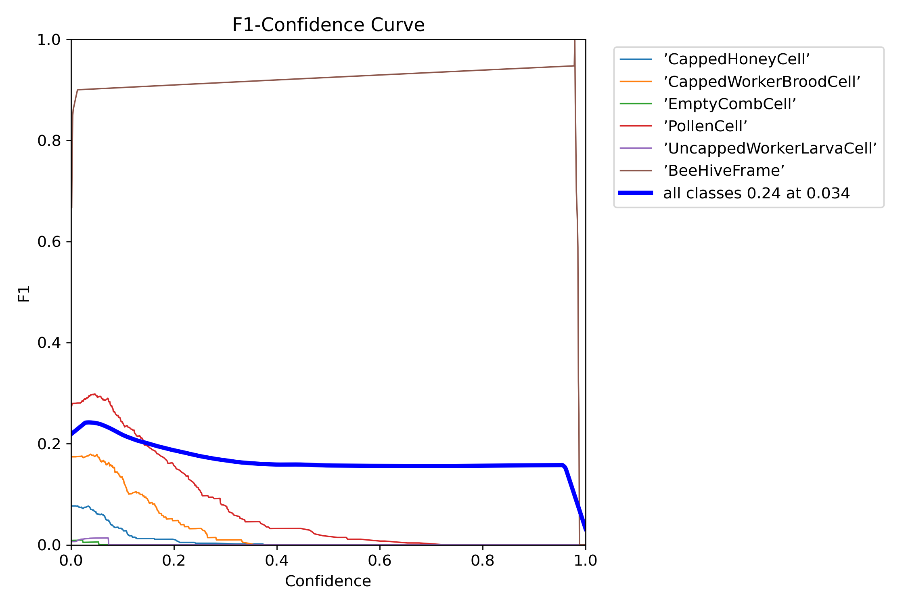 F1-Confidence Curve
1.0
0.8
0.6
0.4
0.2
0.0
F1
0.0 0.2 0.4 0.6 0.8 1.0
Confidence
’CappedHoneyCell’
’CappedWorkerBroodCell’
’EmptyCombCell’
’PollenCell’
’UncappedWorkerLarvaCell’
’BeeHiveFrame’
all classes 0.24 at 0.034